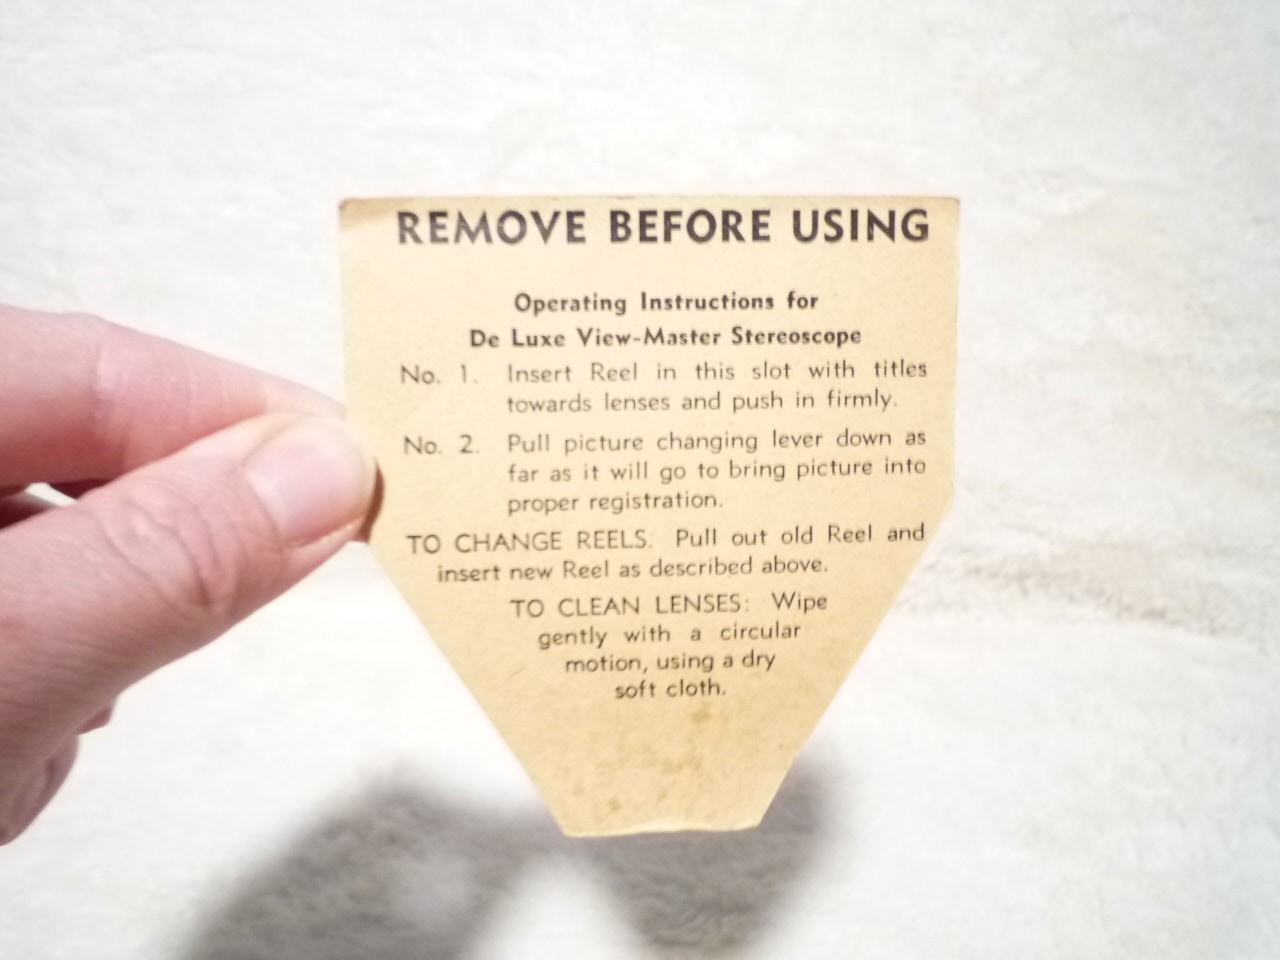 REMOVE BEFORE USING
Operating Instructions for
De Luxe View-Master Stereoscope
No. 1. Insert Reel in this slot with titles
towards lenses and push in firmly.
No. 2. Pull picture changing lever down as
far as it will go to bring picture into
proper registration.
TO CHANGE REELS. Pull out old Reel and
insert new Reel as described above.
TO CLEAN LENSES: Wipe
gently with a circular
motion, using a dry
soft cloth.